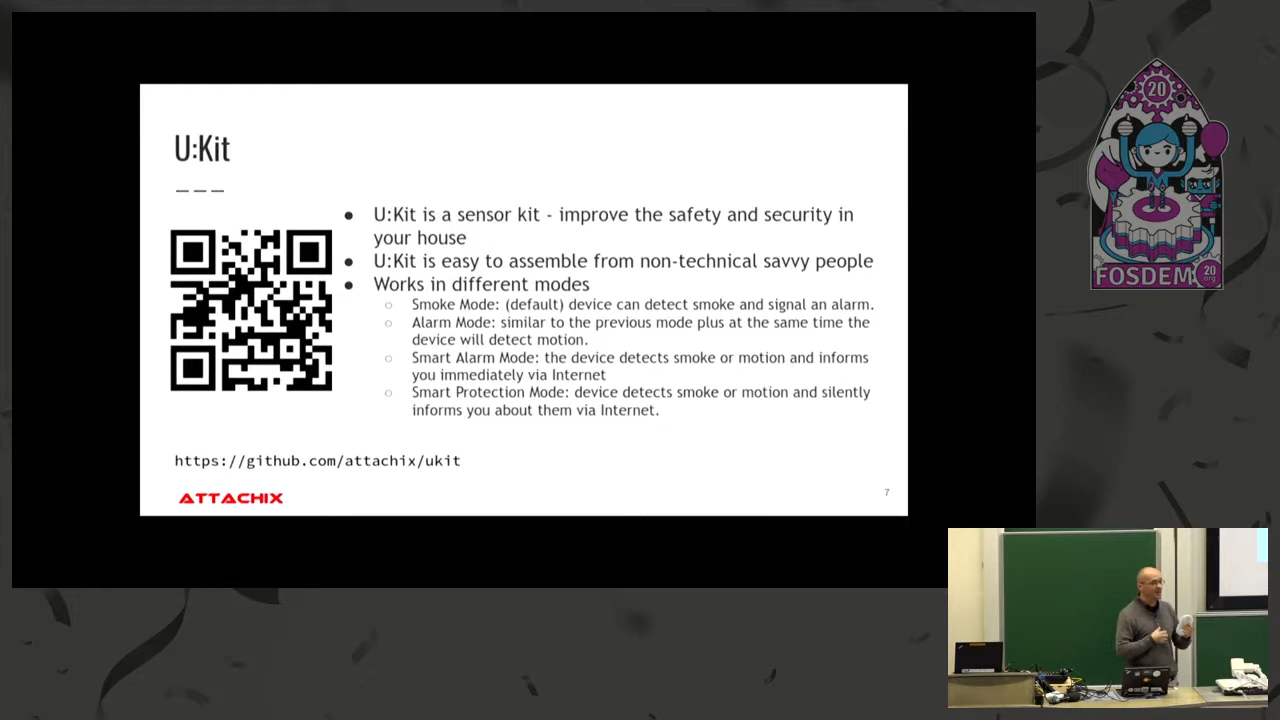 U:Kit
● U:Kit is a sensor kit - improve the safety and security in
your house
● U:Kit is easy to assemble from non-technical savvy people
● Works in different modes
○ Smoke Mode: (default) device can detect smoke and signal an alarm.
○ Alarm Mode: similar to the previous mode plus at the same time the
device will detect motion.
○ Smart Alarm Mode: the device detects smoke or motion and informs
you immediately via Internet
○ Smart Protection Mode: device detects smoke or motion and silently
informs you about them via Internet.
https://github.com/attachix/ukit
ATTACHIX
7
20
FOSDEM
20
.org